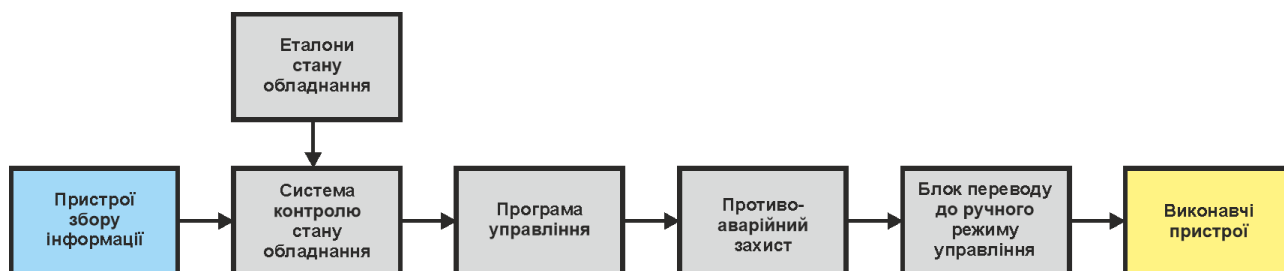 Еталони
стану
обладнання
Пристрої
збору
інформації
Система
контролю
стану
обладнання
Програма
управління
Противо-
аварійний
захист
Блок переводу
до ручного
режиму
управління
Виконавчі
пристрої